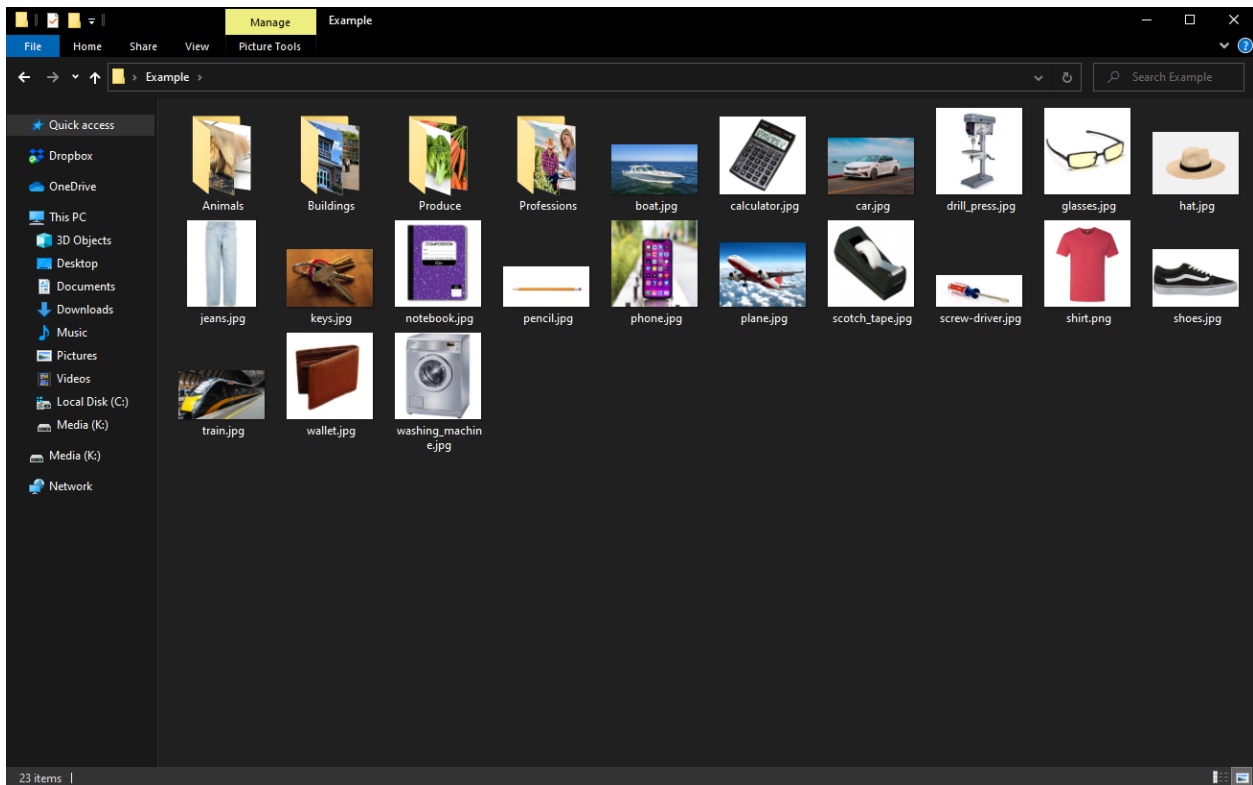 Manage
Example
File
Home
Share
View
Picture Tools
Example
Search Example
Quick access
Dropbox
OneDrive
This PC
3D Objects
Desktop
Documents
Downloads
Music
Pictures
Videos
Local Disk (C:)
Media (K:)
Media (K:)
Network
Animals
Buildings
Produce
Professions
boat.jpg
calculator.jpg
car.jpg
drill_press.jpg
glasses.jpg
hat.jpg
COMPOSITION
jeans.jpg
keys.jpg
notebook.jpg
pencil.jpg
phone.jpg
plane.jpg
scotch_tape.jpg
screw-driver.jpg
shirt.png
shoes.jpg
train.jpg
wallet.jpg
washing_machin
e.jpg
23 items